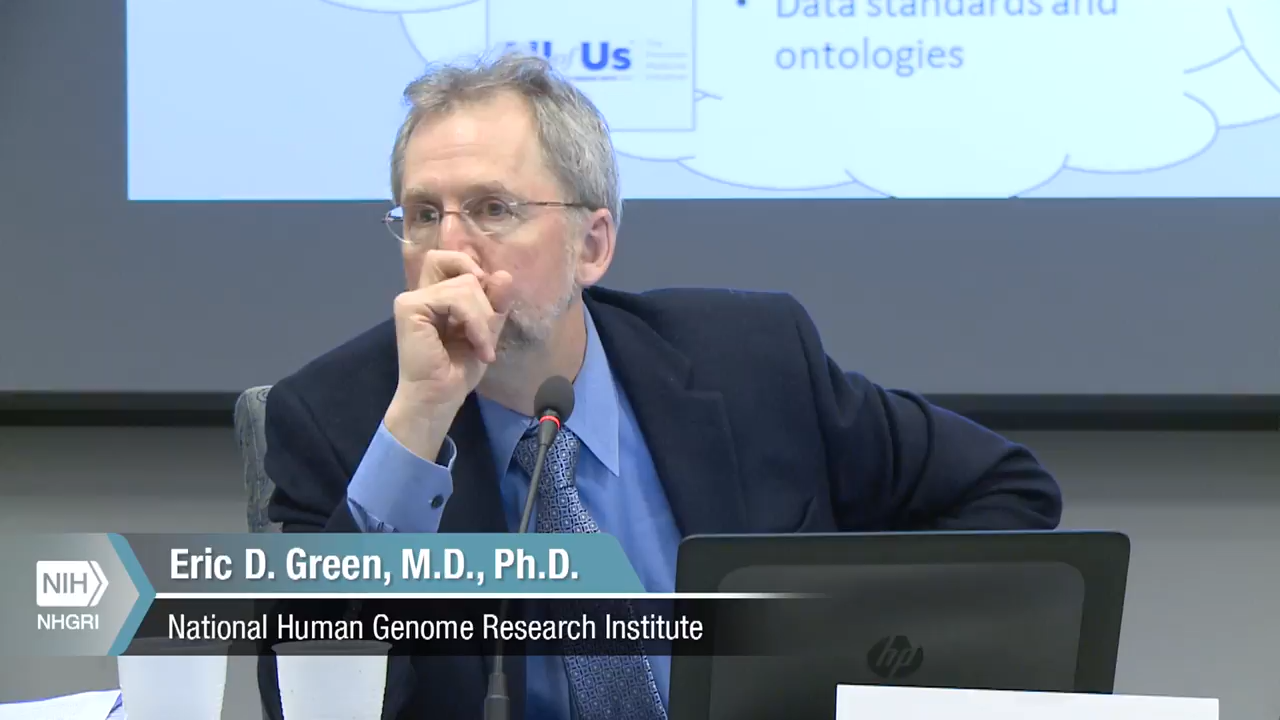 • Data standards and
ontologies
All of Us
Eric D. Green, M.D., Ph.D.
National Human Genome Research Institute
NIH
NHGRI
hp